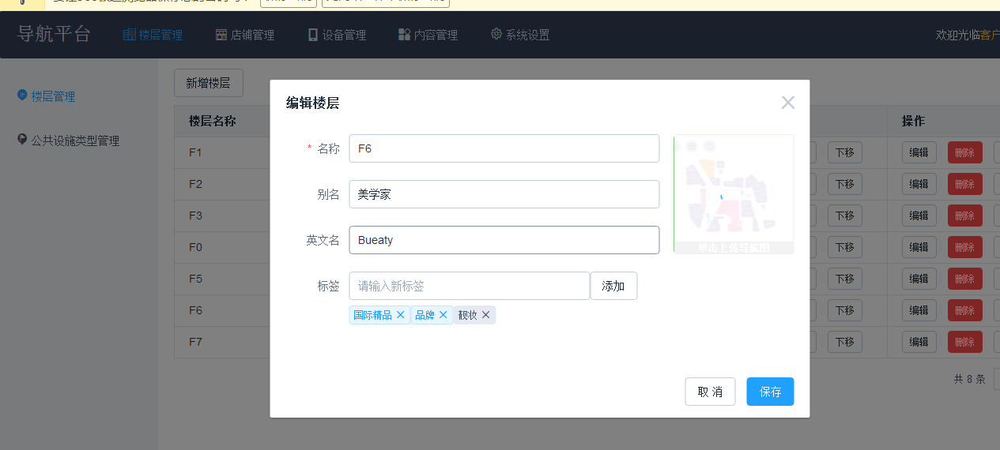 导航平台 楼层管理 店铺管理 设备管理 内容管理 系统设置 欢迎光临客户
楼层管理
公共设施类型管理
新增楼层
楼层名称 操作
F1 下移 编辑 删除
F2 下移 编辑 删除
F3 下移 编辑 删除
F0 下移 编辑 删除
F5 下移 编辑 删除
F6 下移 编辑 删除
F7 下移 编辑 删除
共 8 条
编辑楼层
* 名称 F6
别名 美学家
英文名 Bueaty
单击上传导航图
标签 请输入新标签 添加
国际精品 品牌 靓妆
取 消 保存